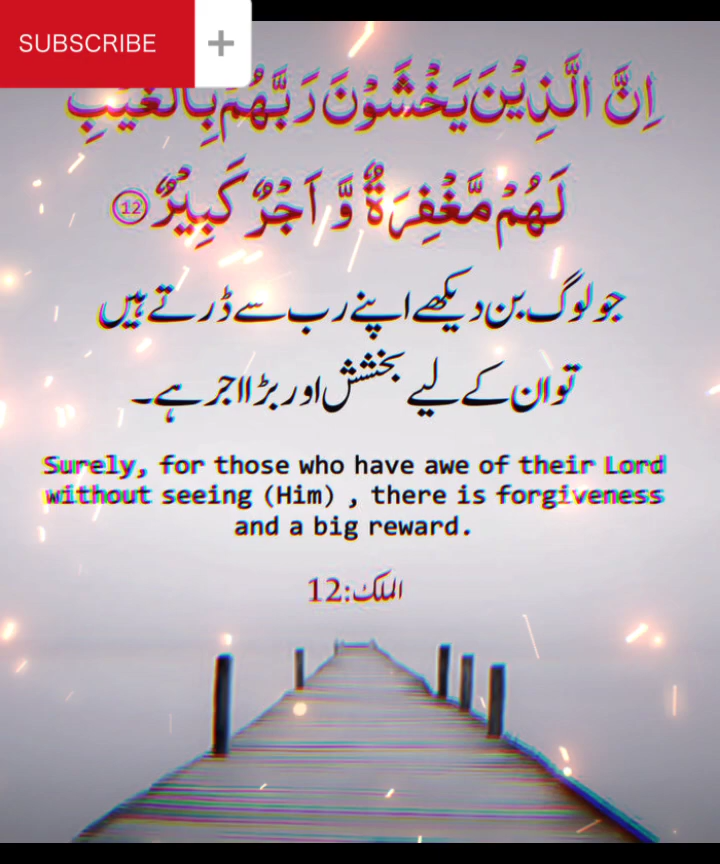 SUBSCRIBE +
اِنَّ الَّذِيْنَ يَخْشَوْنَ رَبَّهُمْ بِالْغَيْبِ
لَهُمْ مَّغْفِرَةٌ وَّ اَجْرٌ كَبِيْرٌ 12
جو لوگ بن دیکھے اپنے رب سے ڈرتے ہیں
تو ان کے لیے بخشش اور بڑا اجر ہے۔
Surely, for those who have awe of their Lord
without seeing (Him) , there is forgiveness
and a big reward.
الملک:12